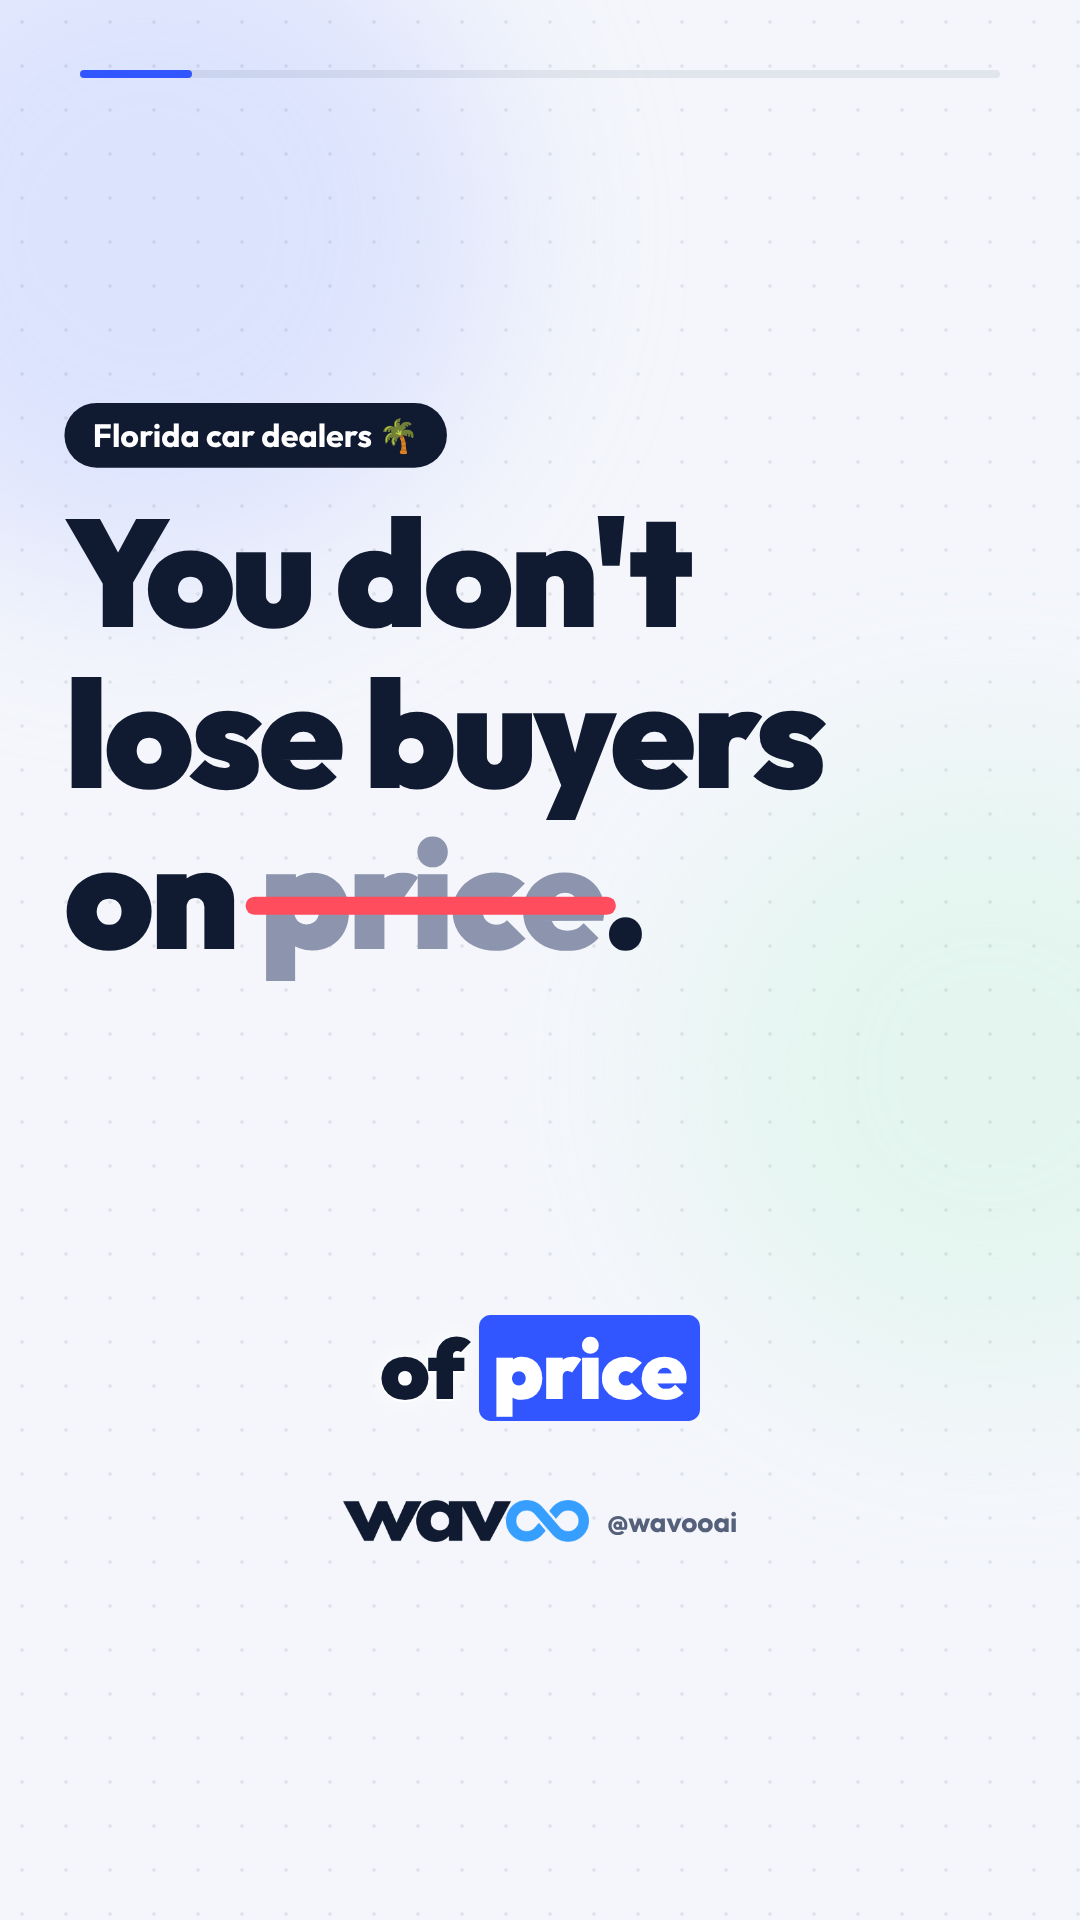 Florida car dealers 🌴
You don't
lose buyers
on price.
of price
wavoo @wavooai